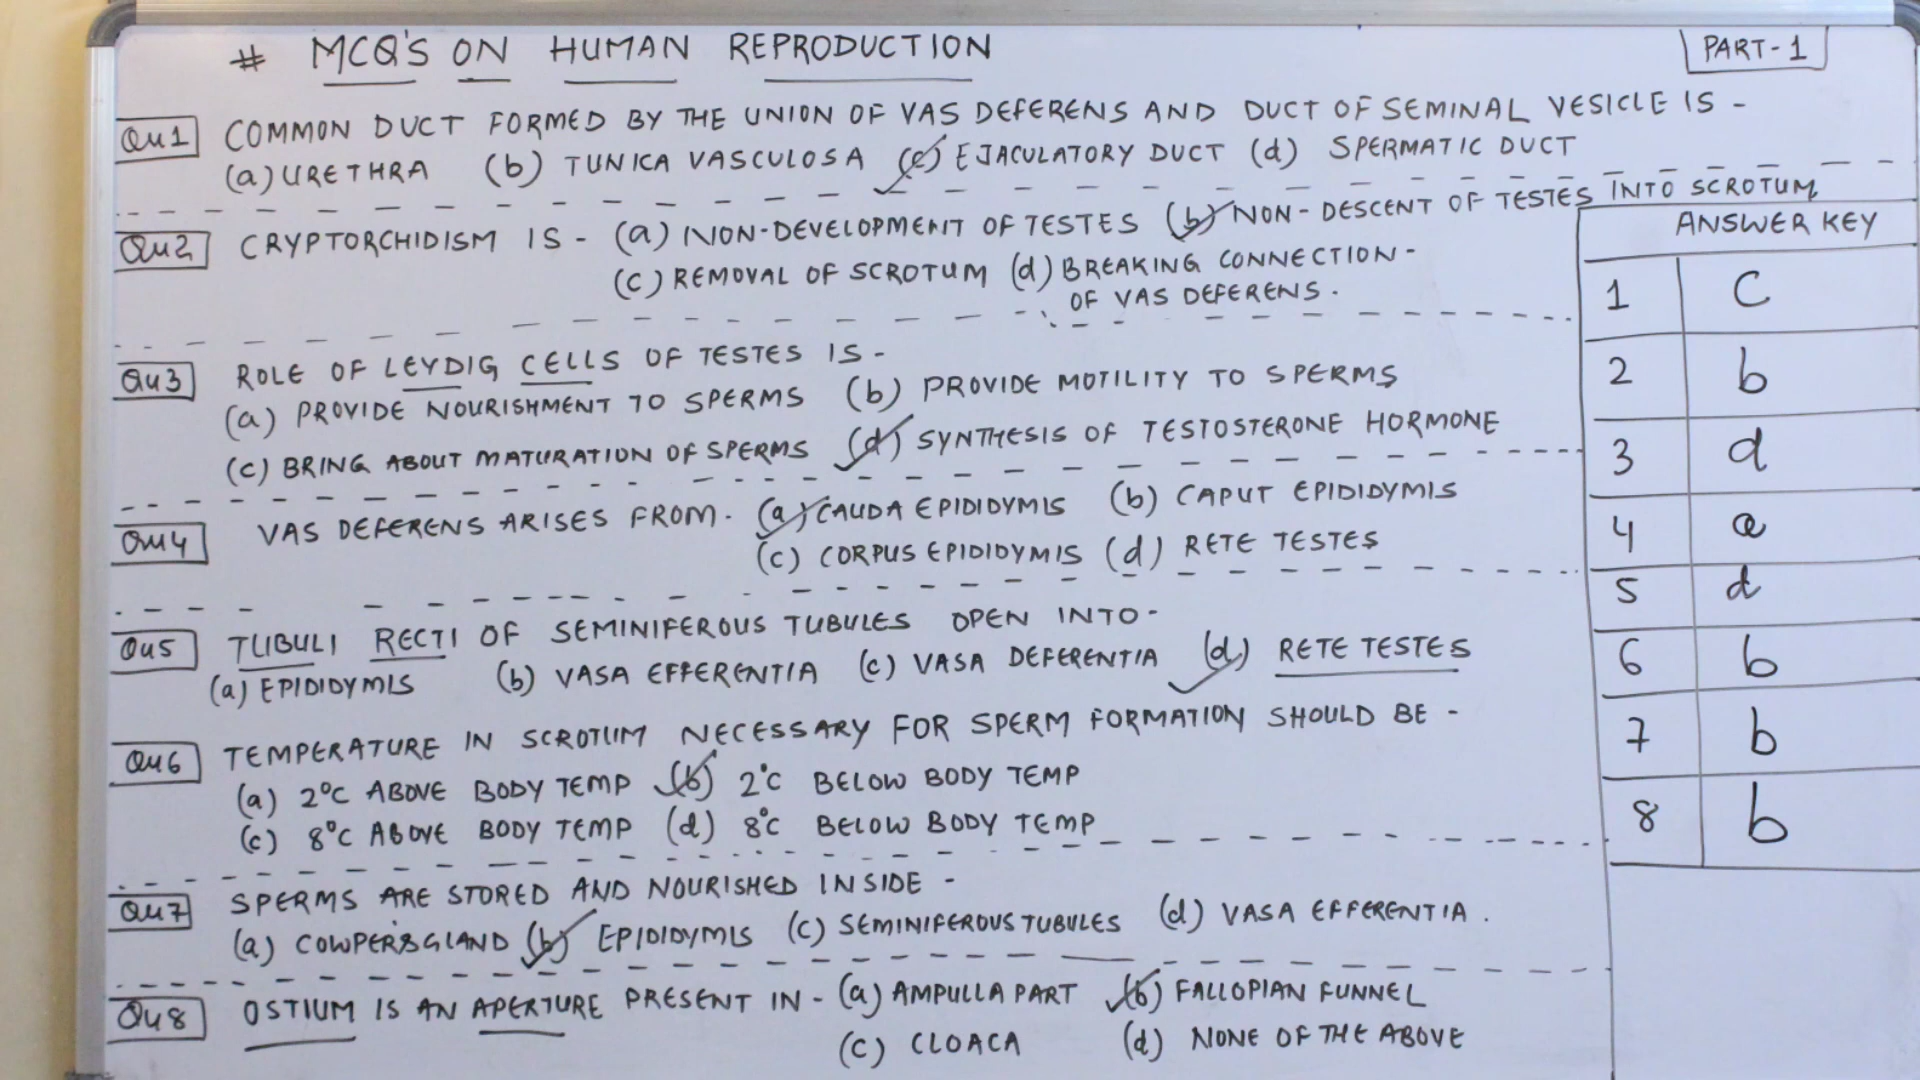 # MCQ'S ON HUMAN REPRODUCTION
PART-1
Qu1 COMMON DUCT FORMED BY THE UNION OF VAS DEFERENS AND DUCT OF SEMINAL VESICLE IS -
(a) URETHRA (b) TUNICA VASCULOSA (c) EJACULATORY DUCT (d) SPERMATIC DUCT
Qu2 CRYPTORCHIDISM IS - (a) NON-DEVELOPMENT OF TESTES (b) NON-DESCENT OF TESTES INTO SCROTUM
(c) REMOVAL OF SCROTUM (d) BREAKING CONNECTION -
OF VAS DEFERENS.
Qu3 ROLE OF LEYDIG CELLS OF TESTES IS -
(a) PROVIDE NOURISHMENT TO SPERMS (b) PROVIDE MOTILITY TO SPERMS
(c) BRING ABOUT MATURATION OF SPERMS (d) SYNTHESIS OF TESTOSTERONE HORMONE
Qu4 VAS DEFERENS ARISES FROM. (a) CAUDA EPIDIDYMIS (b) CAPUT EPIDIDYMIS
(c) CORPUS EPIDIDYMIS (d) RETE TESTES
Qu5 TUBULI RECTI OF SEMINIFEROUS TUBULES OPEN INTO -
(a) EPIDIDYMIS (b) VASA EFFERENTIA (c) VASA DEFERENTIA (d) RETE TESTES
Qu6 TEMPERATURE IN SCROTUM NECESSARY FOR SPERM FORMATION SHOULD BE -
(a) 2°C ABOVE BODY TEMP (b) 2°C BELOW BODY TEMP
(c) 8°C ABOVE BODY TEMP (d) 8°C BELOW BODY TEMP
Qu7 SPERMS ARE STORED AND NOURISHED INSIDE -
(a) COWPER'S GLAND (b) EPIDIDYMIS (c) SEMINIFEROUS TUBULES (d) VASA EFFERENTIA.
Qu8 OSTIUM IS AN APERTURE PRESENT IN - (a) AMPULLA PART (b) FALLOPIAN FUNNEL
(c) CLOACA (d) NONE OF THE ABOVE
ANSWER KEY
1 C
2 b
3 d
4 a
5 d
6 b
7 b
8 b